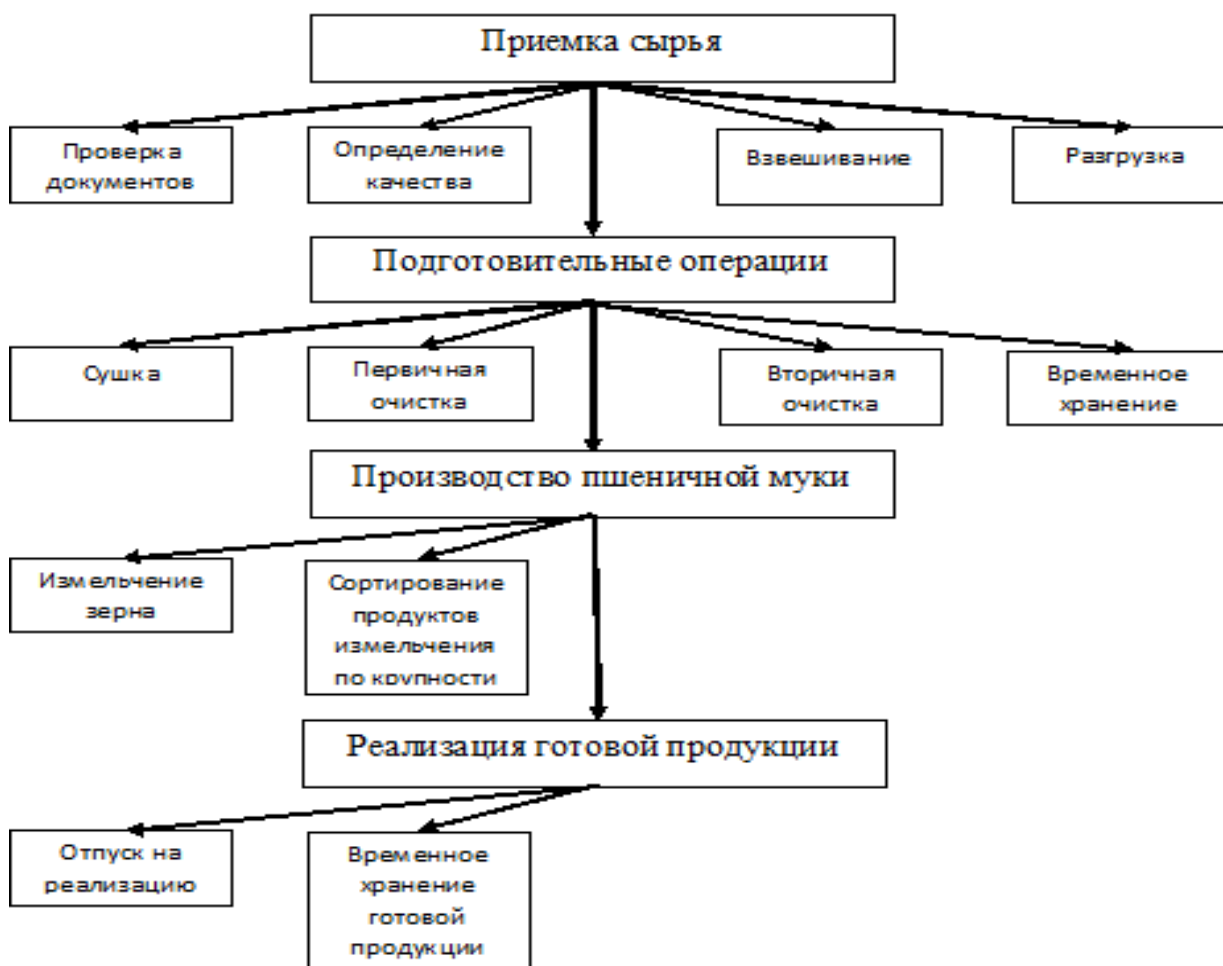 Приемка сырья
Проверка
документов
Определение
качества
Взвешивание
Разгрузка
Подготовительные операции
Сушка
Первичная
очистка
Вторичная
очистка
Временное
хранение
Производство пшеничной муки
Измельчение
зерна
Сортирование
продуктов
измельчения
по крупности
Реализация готовой продукции
Отпуск на
реализацию
Временное
хранение
готовой
продукции